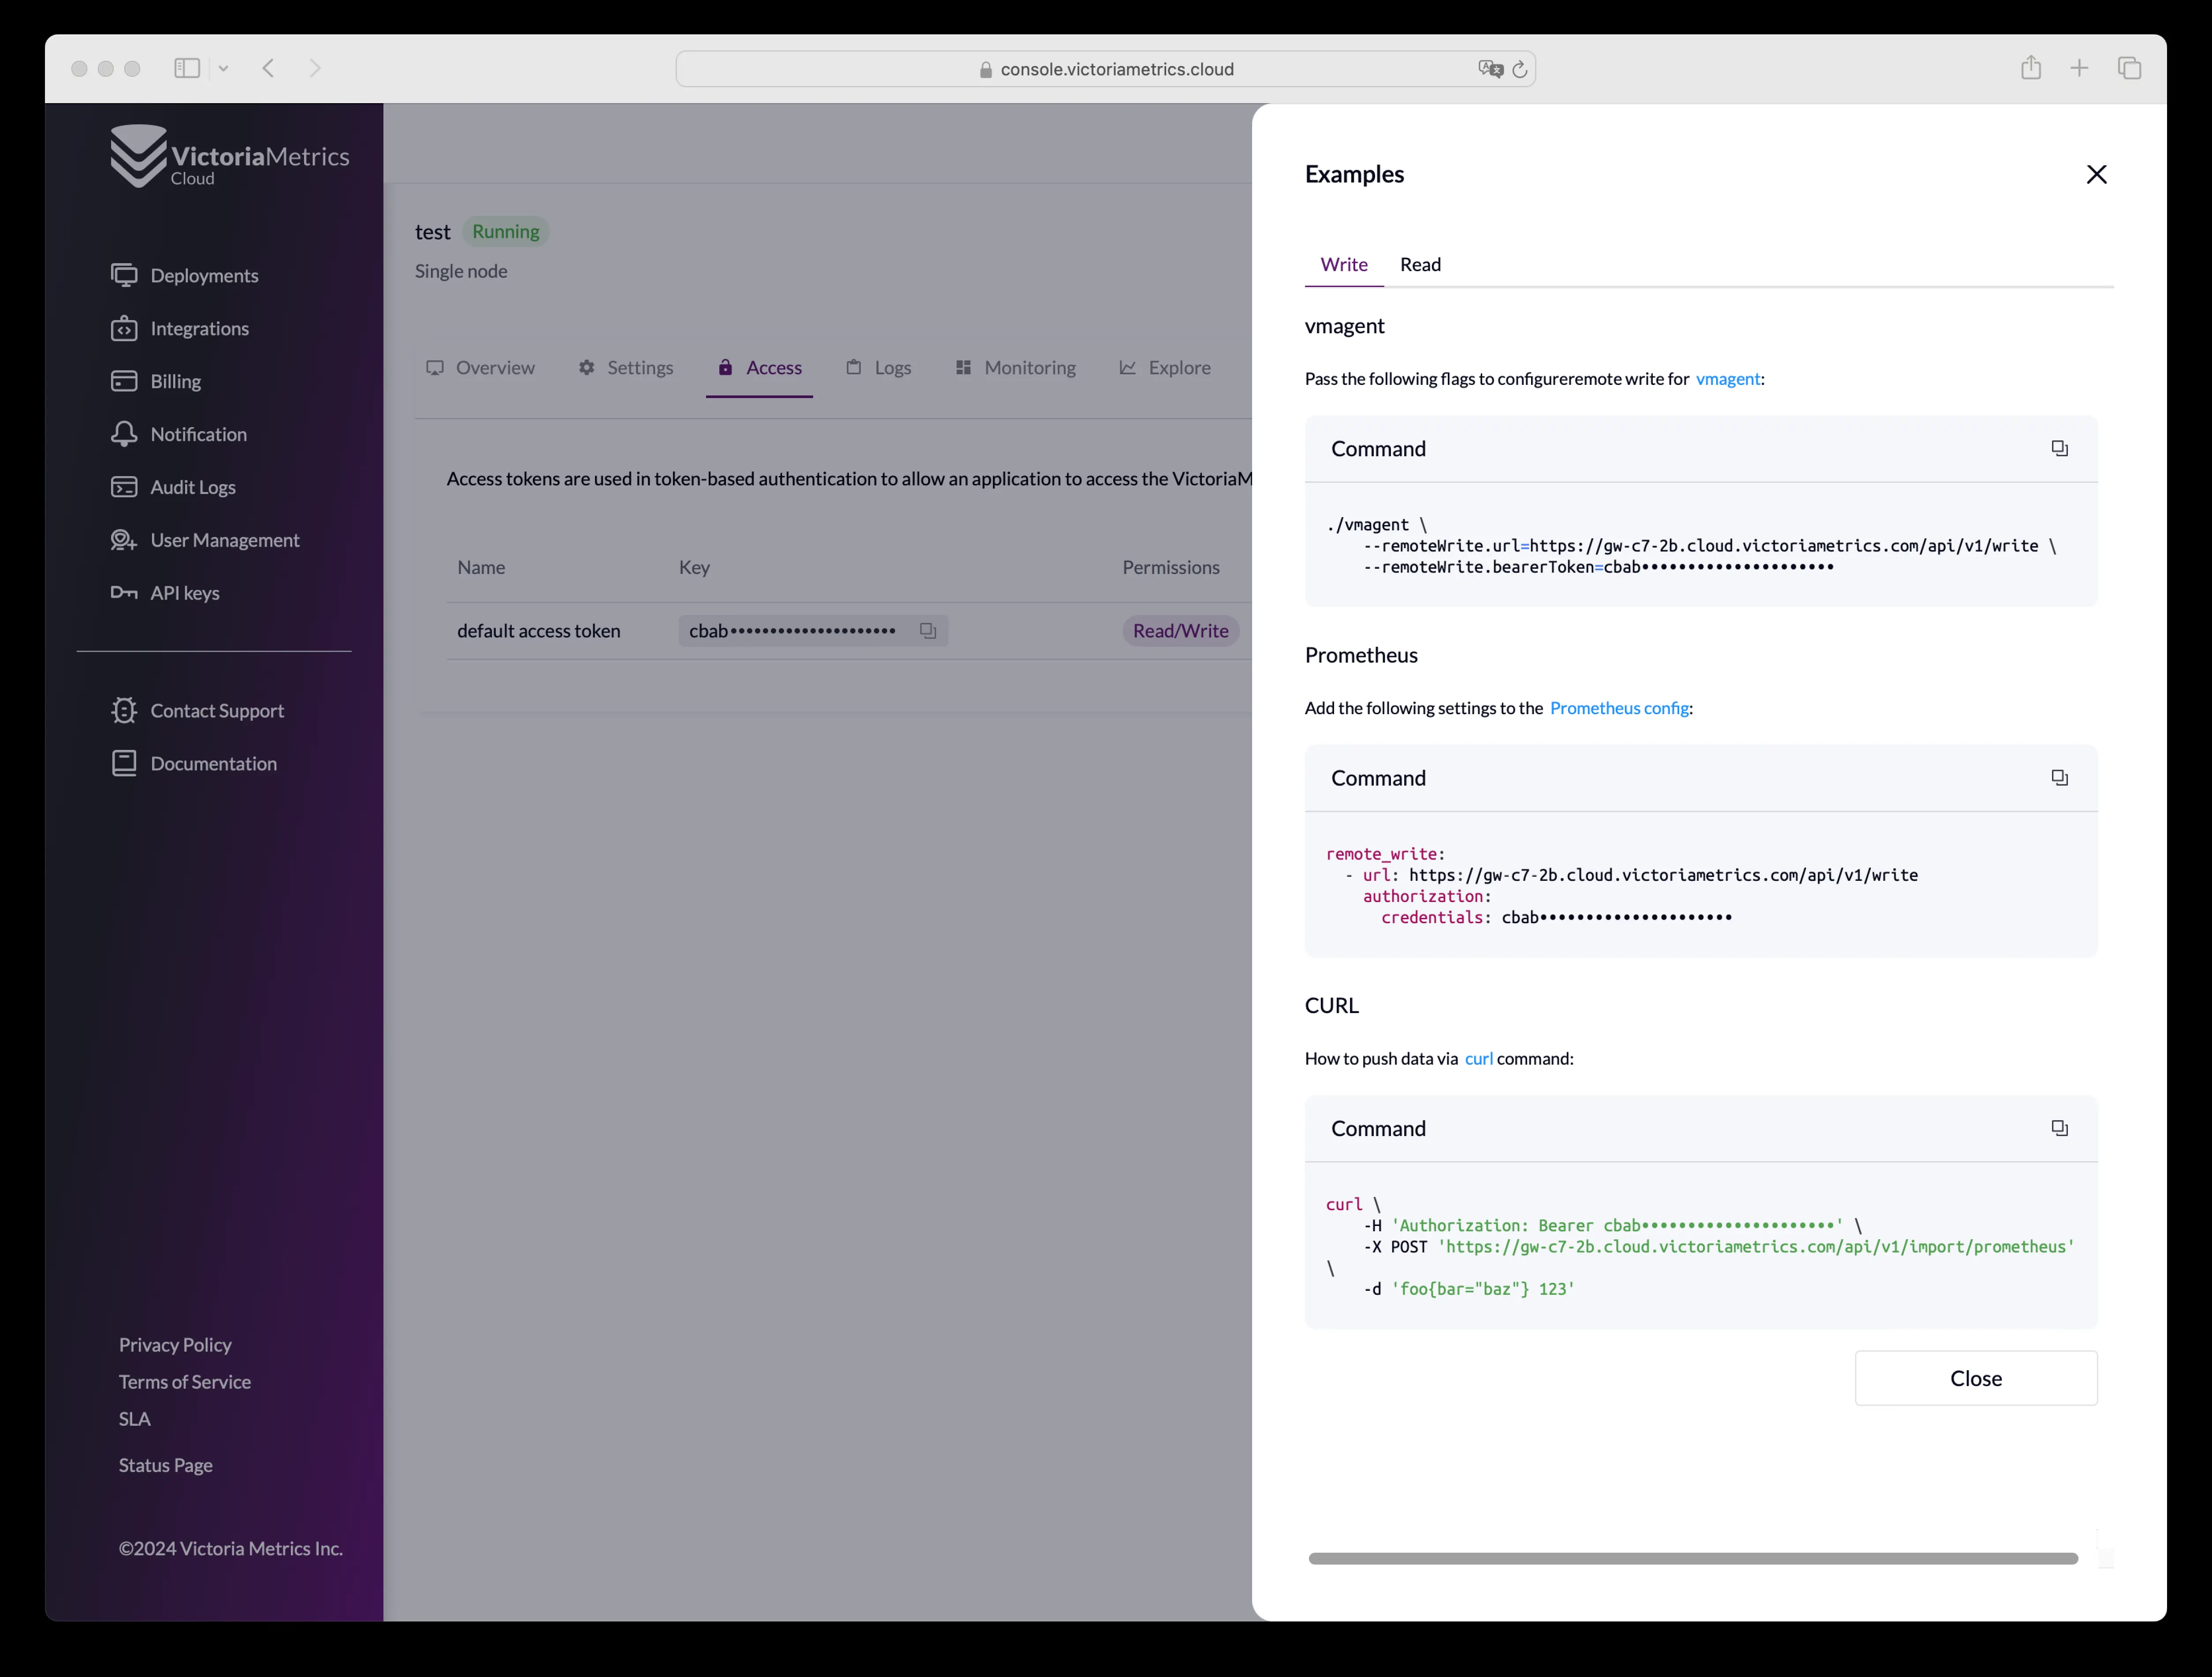 console.victoriametrics.cloud
VictoriaMetrics
Cloud
Deployments
Integrations
Billing
Notification
Audit Logs
User Management
API keys
Contact Support
Documentation
Privacy Policy
Terms of Service
SLA
Status Page
©2024 Victoria Metrics Inc.
test Running
Single node
Overview Settings Access Logs Monitoring Explore
Access tokens are used in token-based authentication to allow an application to access the VictoriaM
Name Key Permissions
default access token cbab••••••••••••••••••••• Read/Write
Examples
Write Read
vmagent
Pass the following flags to configureremote write for vmagent:
Command
./vmagent \
--remoteWrite.url=https://gw-c7-2b.cloud.victoriametrics.com/api/v1/write \
--remoteWrite.bearerToken=cbab•••••••••••••••••••••
Prometheus
Add the following settings to the Prometheus config:
Command
remote_write:
- url: https://gw-c7-2b.cloud.victoriametrics.com/api/v1/write
authorization:
credentials: cbab•••••••••••••••••••••
CURL
How to push data via curl command:
Command
curl \
-H 'Authorization: Bearer cbab•••••••••••••••••••••' \
-X POST 'https://gw-c7-2b.cloud.victoriametrics.com/api/v1/import/prometheus'
\
-d 'foo{bar="baz"} 123'
Close